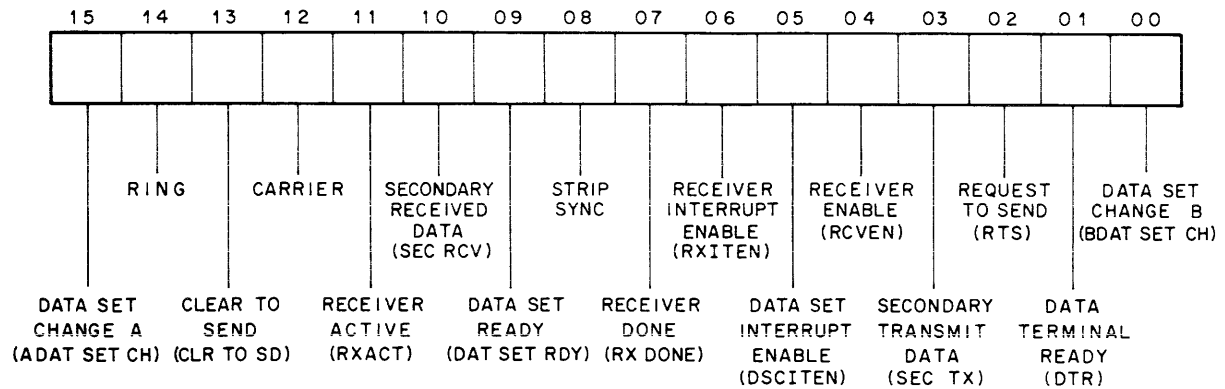 15 14 13 12 11 10 09 08 07 06 05 04 03 02 01 00
RING
CARRIER
SECONDARY
RECEIVED
DATA
(SEC RCV)
STRIP
SYNC
RECEIVER
INTERRUPT
ENABLE
(RXITEN)
RECEIVER
ENABLE
(RCVEN)
REQUEST
TO SEND
(RTS)
DATA SET
CHANGE B
(BDAT SET CH)
DATA SET
CHANGE A
(ADAT SET CH)
CLEAR TO
SEND
(CLR TO SD)
RECEIVER
ACTIVE
(RXACT)
DATA SET
READY
(DAT SET RDY)
RECEIVER
DONE
(RX DONE)
DATA SET
INTERRUPT
ENABLE
(DSCITEN)
SECONDARY
TRANSMIT
DATA
(SEC TX)
DATA
TERMINAL
READY
(DTR)